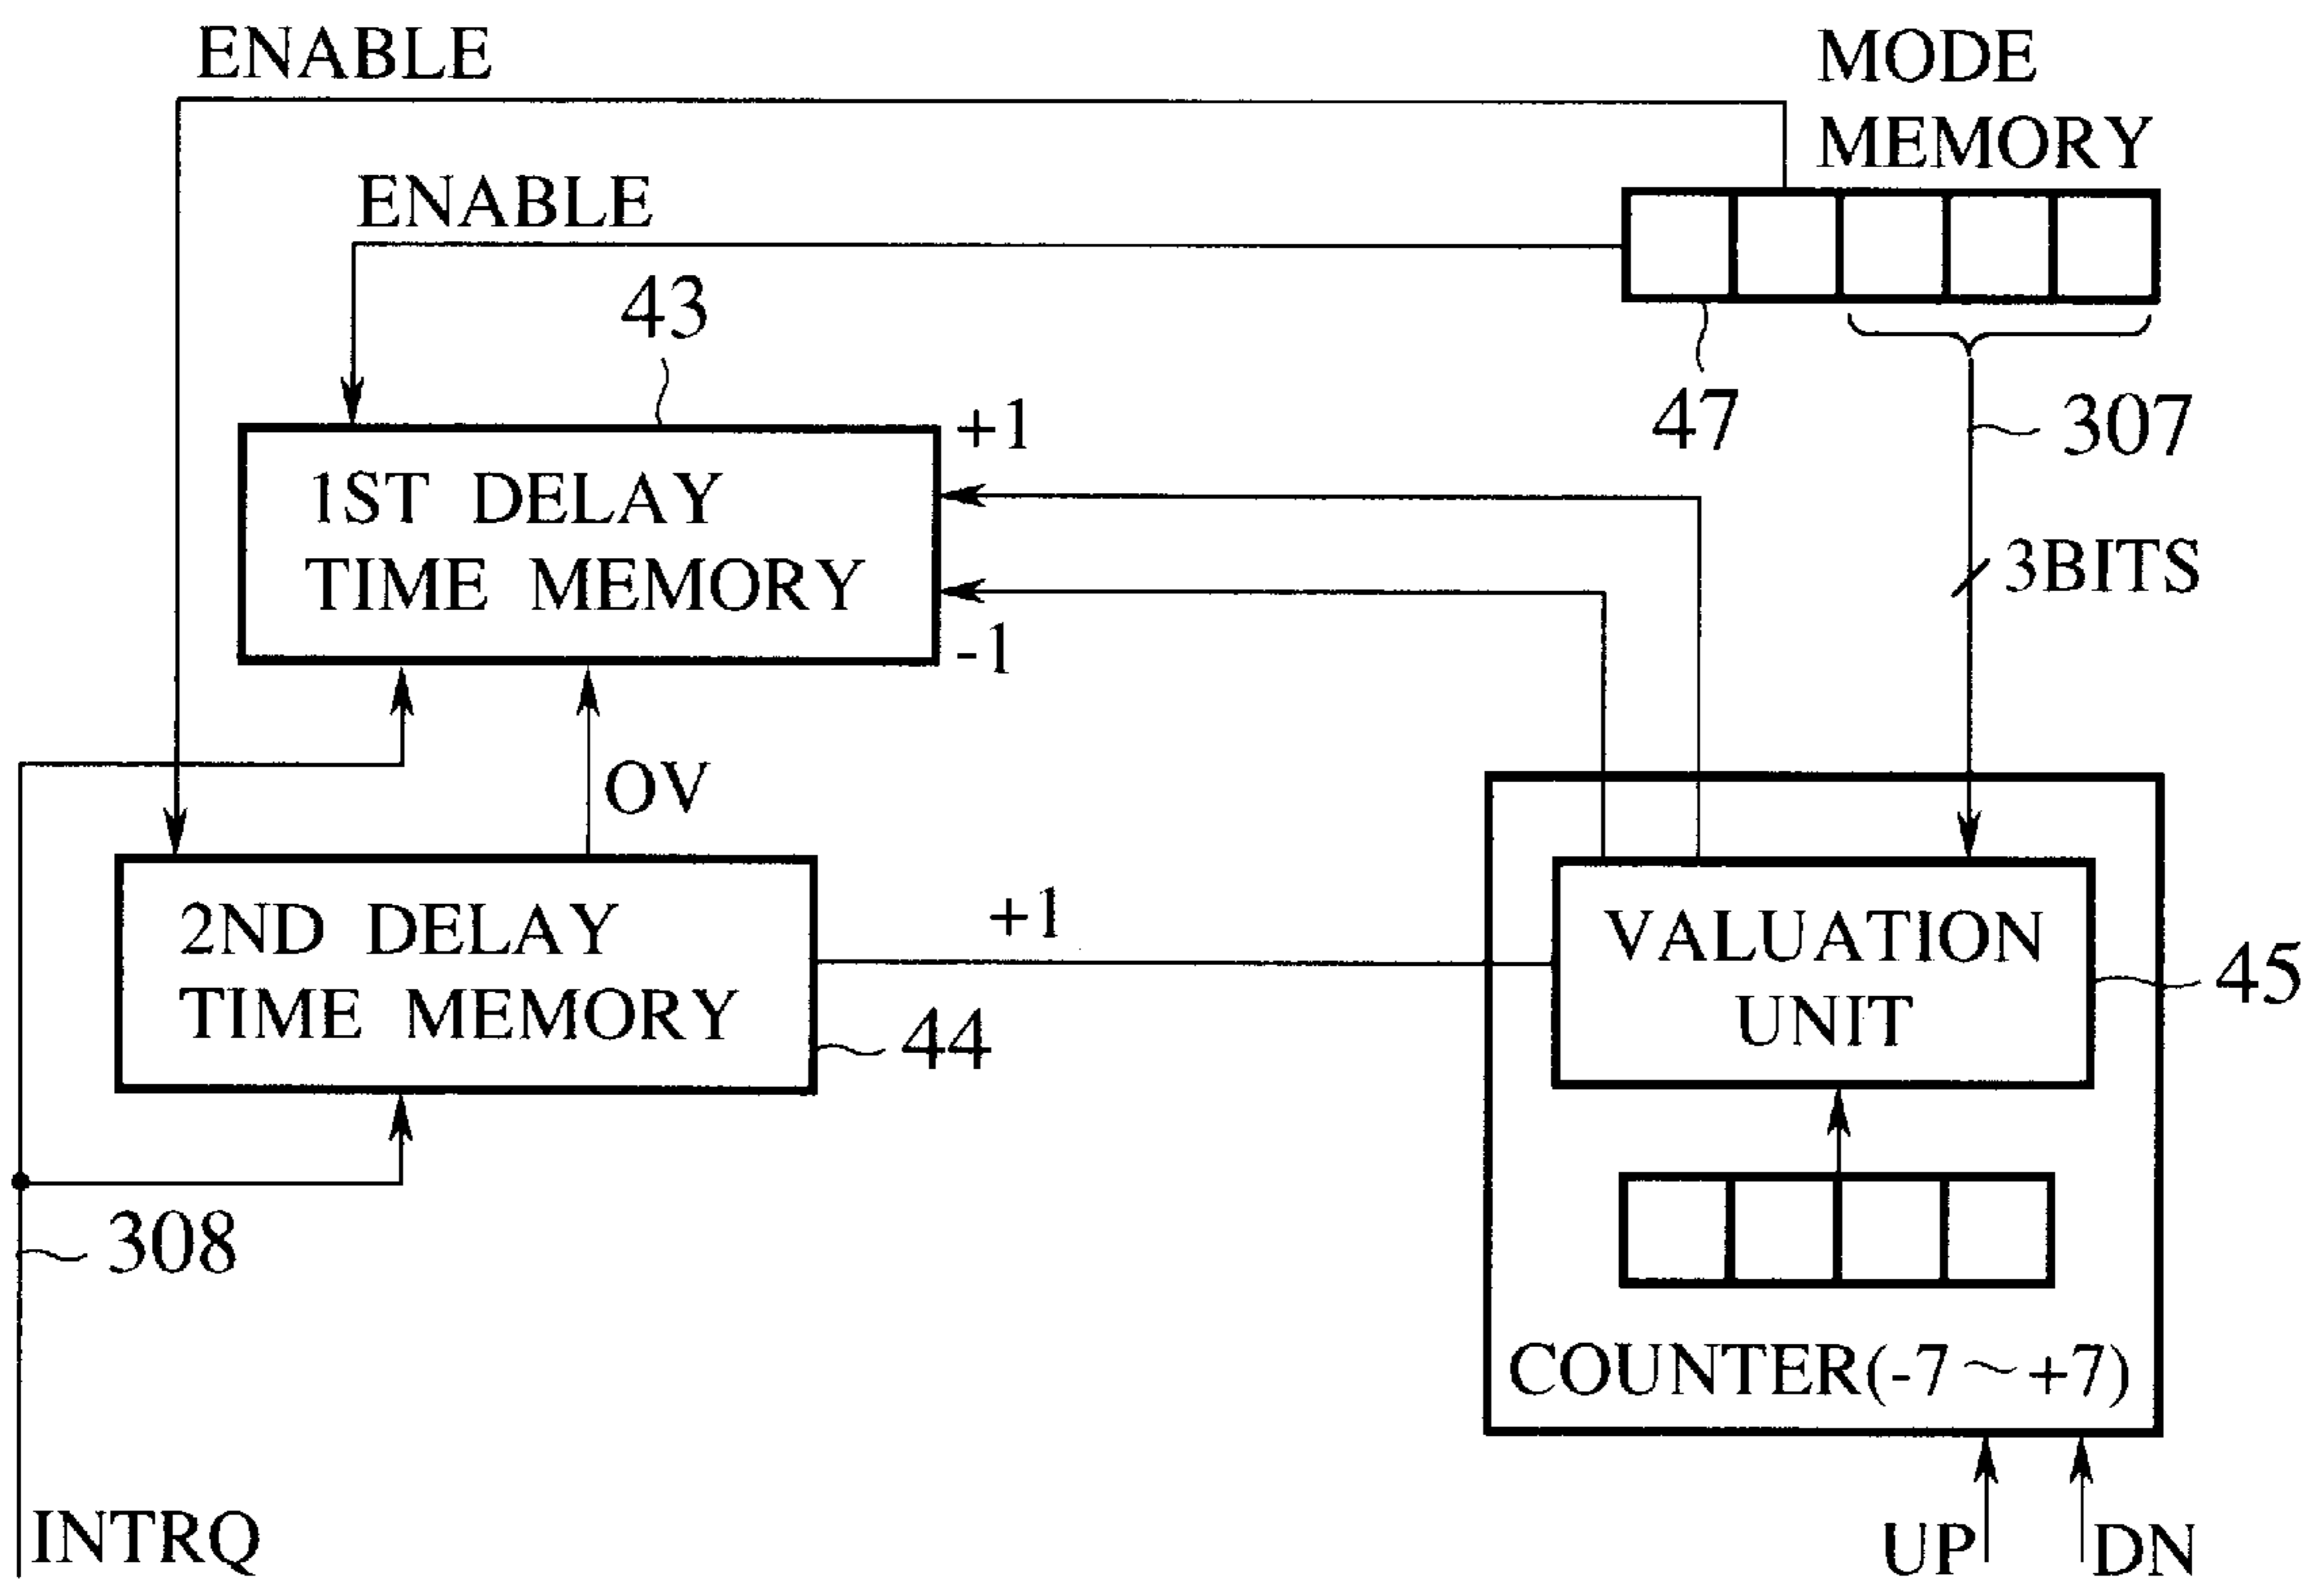 ENABLE
MODE
MEMORY
ENABLE
43
47
307
+1
1ST DELAY
TIME MEMORY
-1
3BITS
OV
2ND DELAY
TIME MEMORY
+1
44
VALUATION
UNIT
45
308
COUNTER(-7～+7)
INTRQ
UP
DN